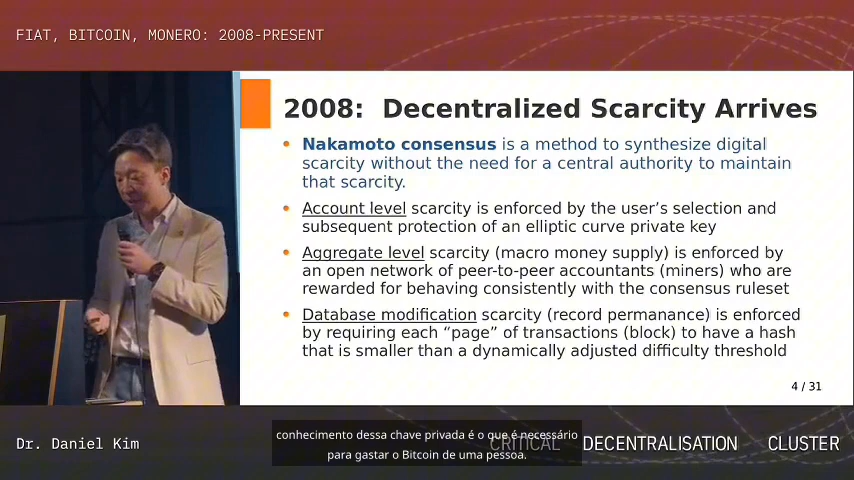 FIAT, BITCOIN, MONERO: 2008-PRESENT
2008: Decentralized Scarcity Arrives
• Nakamoto consensus is a method to synthesize digital
scarcity without the need for a central authority to maintain
that scarcity.
• Account level scarcity is enforced by the user’s selection and
subsequent protection of an elliptic curve private key
• Aggregate level scarcity (macro money supply) is enforced by
an open network of peer-to-peer accountants (miners) who are
rewarded for behaving consistently with the consensus ruleset
• Database modification scarcity (record permanance) is enforced
by requiring each “page” of transactions (block) to have a hash
that is smaller than a dynamically adjusted difficulty threshold
4 / 31
Dr. Daniel Kim
CRITICAL DECENTRALISATION CLUSTER
conhecimento dessa chave privada é o que é necessário
para gastar o Bitcoin de uma pessoa.